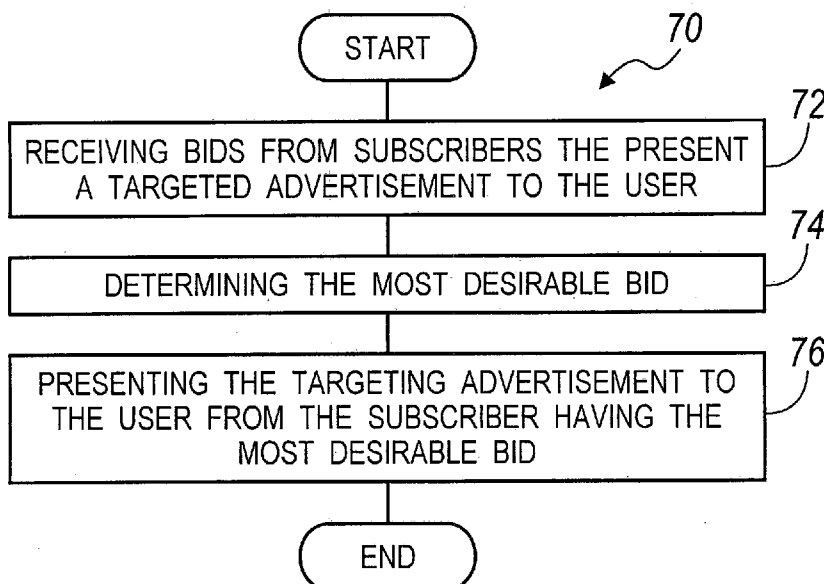 START
70
RECEIVING BIDS FROM SUBSCRIBERS THE PRESENT
A TARGETED ADVERTISEMENT TO THE USER
72
DETERMINING THE MOST DESIRABLE BID
74
PRESENTING THE TARGETING ADVERTISEMENT TO
THE USER FROM THE SUBSCRIBER HAVING THE
MOST DESIRABLE BID
76
END